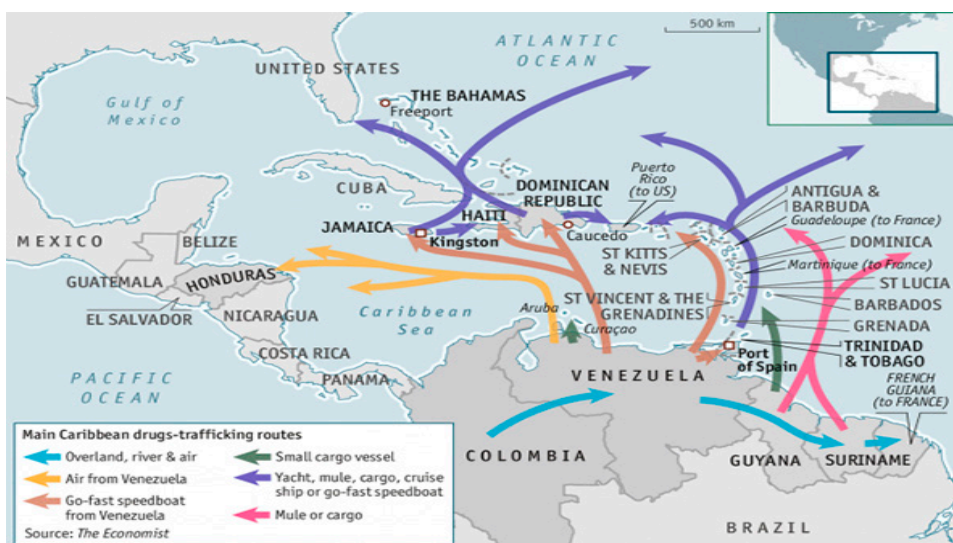 500 km
ATLANTIC
OCEAN
UNITED STATES
Gulf of
Mexico
THE BAHAMAS
Freeport
CUBA
DOMINICAN
REPUBLIC
Puerto
Rico
(to US)
ANTIGUA &
BARBUDA
Guadeloupe (to France)
JAMAICA
HAITI
Kingston
Caucedo
MEXICO
BELIZE
ST KITTS
& NEVIS
DOMINICA
Martinique (to France)
GUATEMALA
HONDURAS
ST LUCIA
EL SALVADOR
NICARAGUA
Caribbean
Sea
Aruba
Curaçao
ST VINCENT & THE
GRENADINES
BARBADOS
GRENADA
COSTA RICA
Port
of Spain
TRINIDAD
& TOBAGO
PACIFIC
OCEAN
PANAMA
VENEZUELA
FRENCH
GUIANA
(to FRANCE)
COLOMBIA
GUYANA
SURINAME
BRAZIL
Main Caribbean drugs-trafficking routes
Overland, river & air
Air from Venezuela
Go-fast speedboat
from Venezuela
Small cargo vessel
Yacht, mule, cargo, cruise
ship or go-fast speedboat
Mule or cargo
Source: The Economist